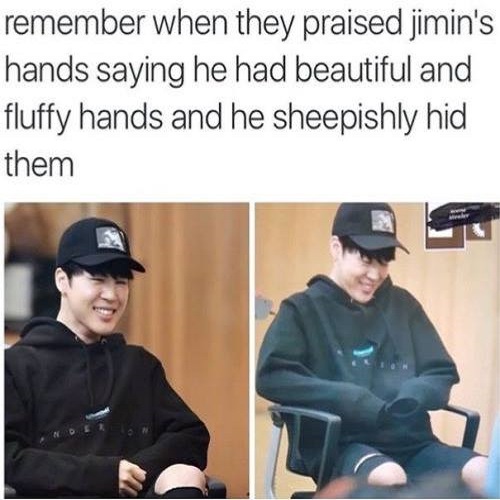 remember when they praised jimin's
hands saying he had beautiful and
fluffy hands and he sheepishly hid
them